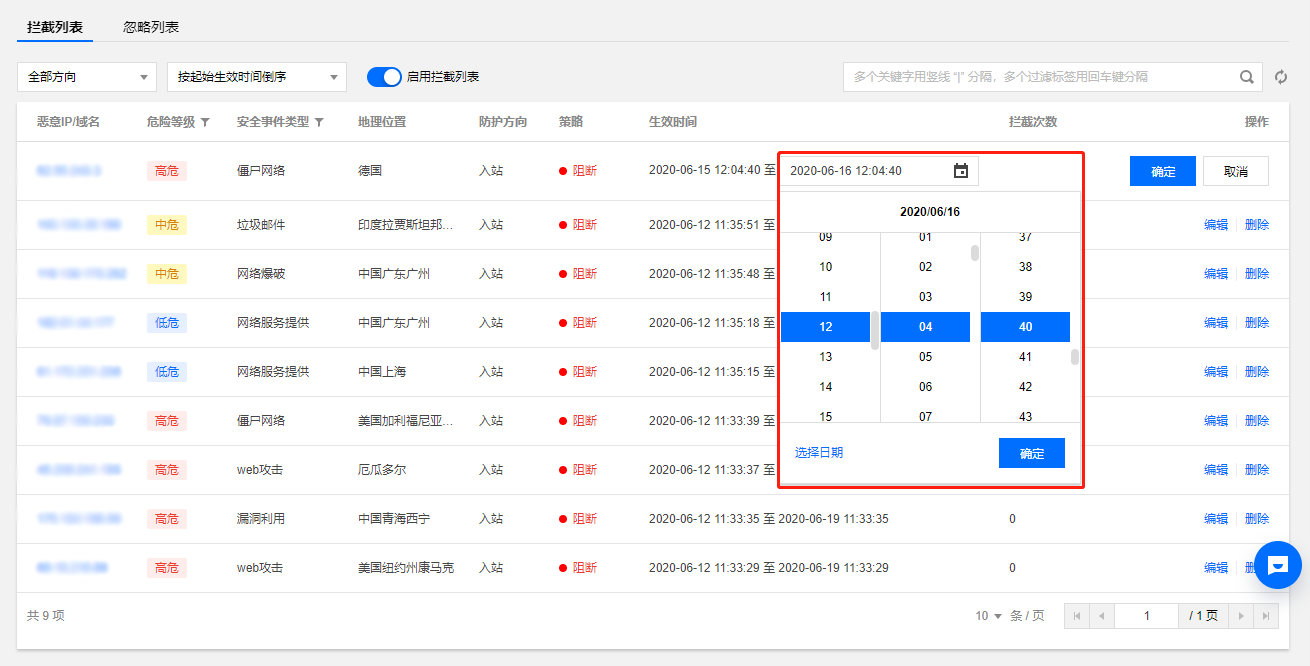 拦截列表 忽略列表
全部方向 按起始生效时间倒序 启用拦截列表 多个关键字用竖线 "|" 分隔，多个过滤标签用回车键分隔
恶意IP/域名 危险等级 安全事件类型 地理位置 防护方向 策略 生效时间 拦截次数 操作
高危 僵尸网络 德国 入站 阻断 2020-06-15 12:04:40 至 2020-06-16 12:04:40 确定 取消
2020/06/16
中危 垃圾邮件 印度拉贾斯坦邦... 入站 阻断 2020-06-12 11:35:51 至 编辑 删除
09 01 37
10 02 38
中危 网络爆破 中国广东广州 入站 阻断 2020-06-12 11:35:48 至 编辑 删除
11 03 39
低危 网络服务提供 中国广东广州 入站 阻断 2020-06-12 11:35:18 至 编辑 删除
12 04 40
13 05 41
低危 网络服务提供 中国上海 入站 阻断 2020-06-12 11:35:15 至 编辑 删除
14 06 42
15 07 43
高危 僵尸网络 美国加利福尼亚... 入站 阻断 2020-06-12 11:33:39 至 编辑 删除
选择日期 确定
高危 web攻击 厄瓜多尔 入站 阻断 2020-06-12 11:33:37 至 编辑 删除
高危 漏洞利用 中国青海西宁 入站 阻断 2020-06-12 11:33:35 至 2020-06-19 11:33:35 0 编辑 删除
高危 web攻击 美国纽约州康马克 入站 阻断 2020-06-12 11:33:29 至 2020-06-19 11:33:29 0 编辑
共 9 项 10 条 / 页 1 / 1 页